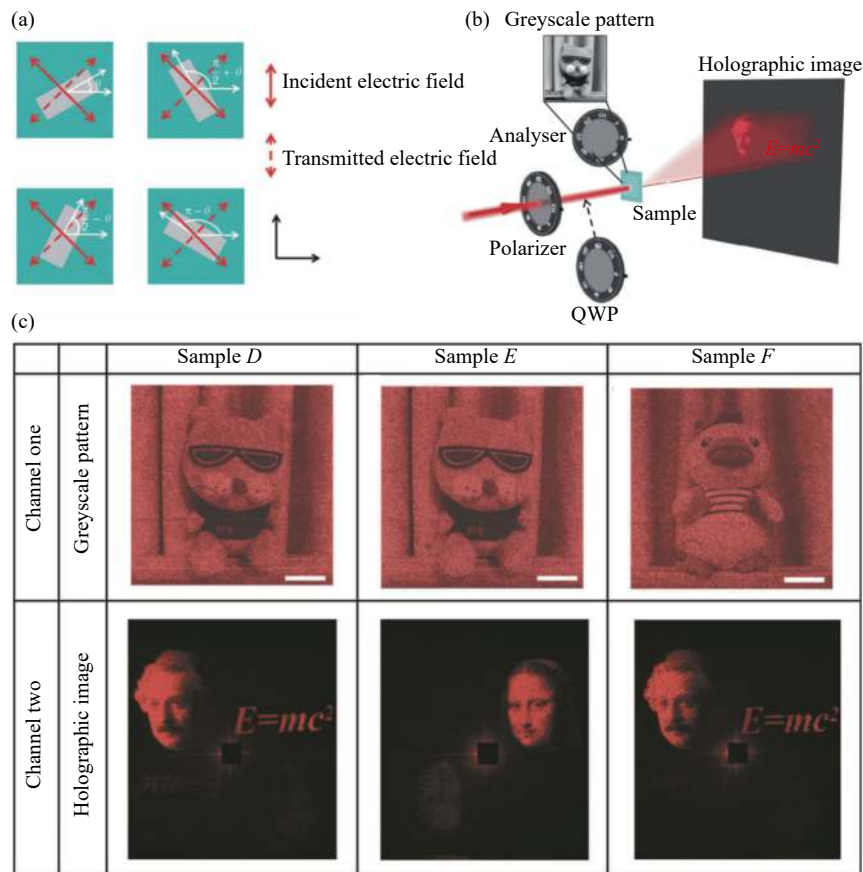 (a)
Incident electric field
Transmitted electric field
(b)
Greyscale pattern
Holographic image
Analyser
E=mc²
Sample
Polarizer
QWP
(c)
Sample D
Sample E
Sample F
Channel one
Greyscale pattern
Channel two
Holographic image
E=mc²
E=mc²